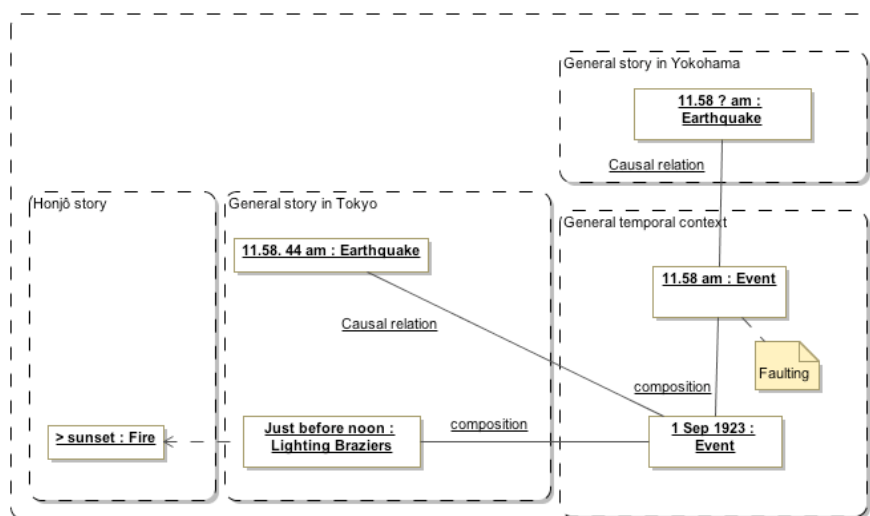 General story in Yokohama
11.58 ? am :
Earthquake
Causal relation
Honjô story
General story in Tokyo
General temporal context
11.58. 44 am : Earthquake
11.58 am : Event
Causal relation
Faulting
composition
Just before noon :
Lighting Braziers
composition
1 Sep 1923 :
Event
> sunset : Fire